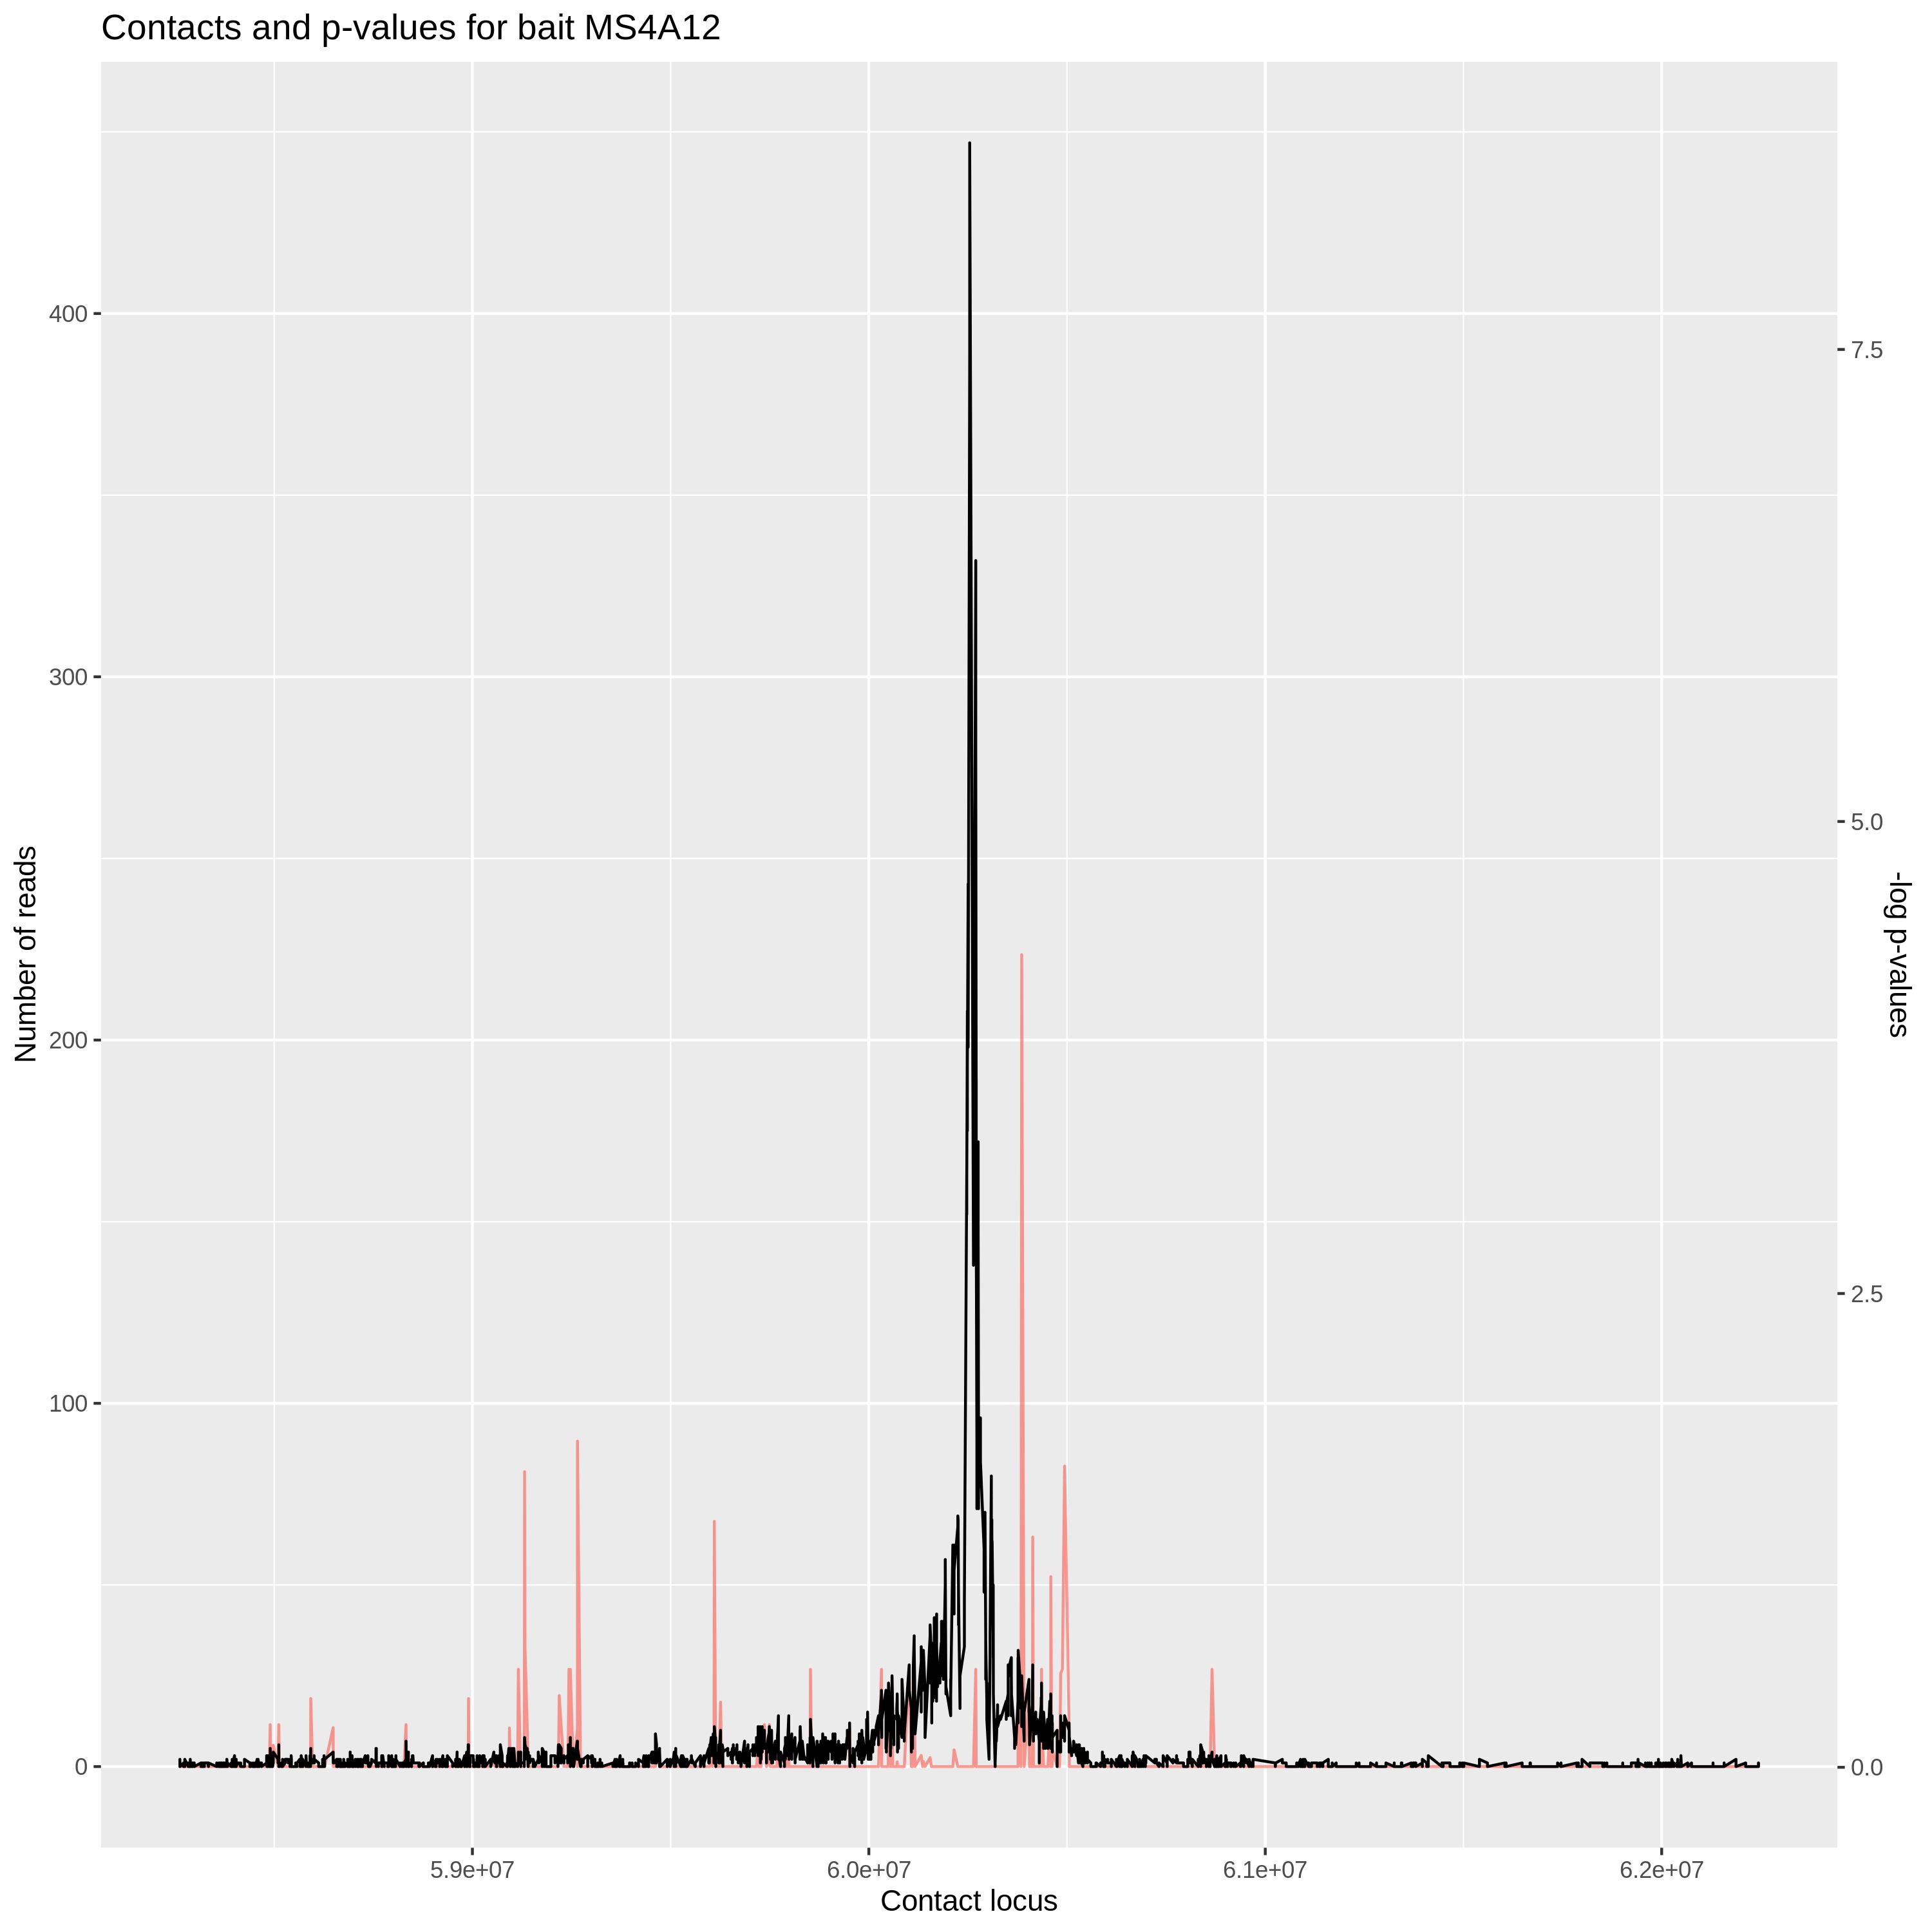 Contacts and p-values for bait MS4A12
Number of reads
400
300
200
100
0
7.5
5.0
2.5
0.0
-log p-values
5.9e+07 6.0e+07 6.1e+07 6.2e+07
Contact locus